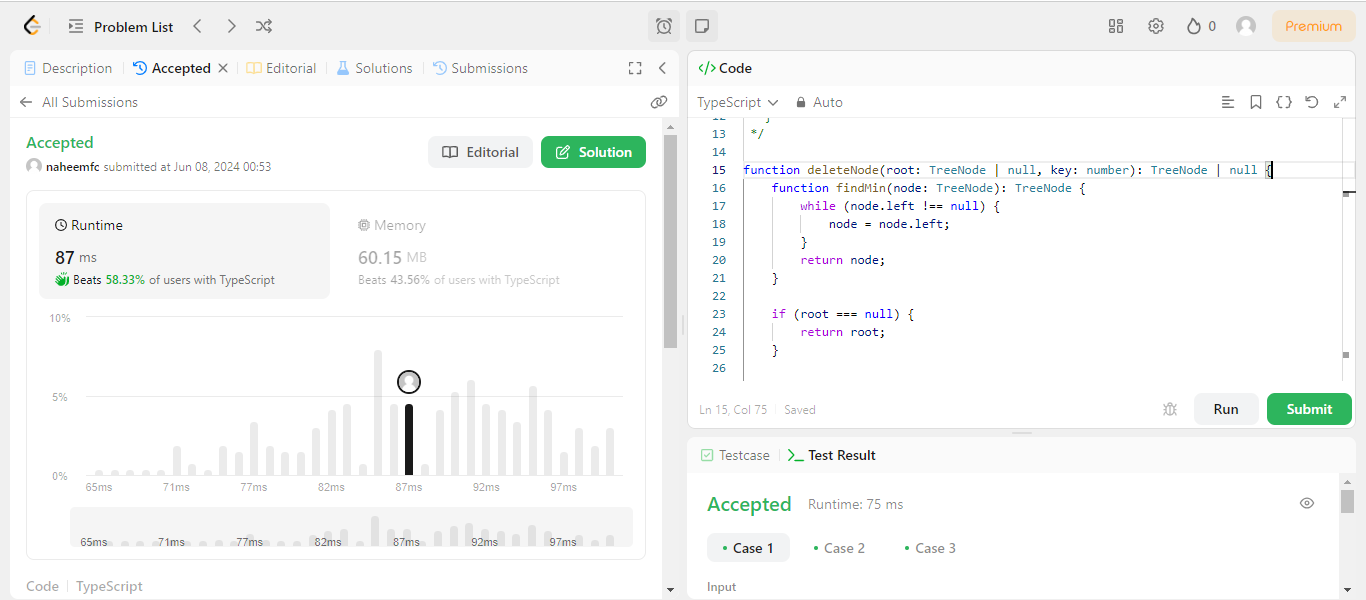 Problem List
0
Premium
Description
Accepted
Editorial
Solutions
Submissions
All Submissions
Accepted
naheemfc submitted at Jun 08, 2024 00:53
Editorial
Solution
Runtime
87 ms
Beats 58.33% of users with TypeScript
Memory
60.15 MB
Beats 43.56% of users with TypeScript
10%
5%
0%
65ms 71ms 77ms 82ms 87ms 92ms 97ms
65ms 71ms 77ms 82ms 87ms 92ms 97ms
Code TypeScript
</> Code
TypeScript Auto
12 }
13 */
14
15 function deleteNode(root: TreeNode | null, key: number): TreeNode | null {
16 function findMin(node: TreeNode): TreeNode {
17 while (node.left !== null) {
18 node = node.left;
19 }
20 return node;
21 }
22
23 if (root === null) {
24 return root;
25 }
26
Ln 15, Col 75 Saved
Run
Submit
Testcase
Test Result
Accepted Runtime: 75 ms
• Case 1 • Case 2 • Case 3
Input